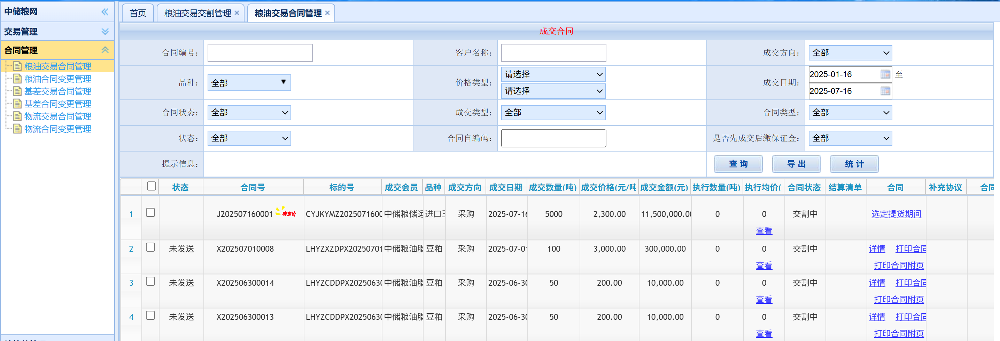 中储粮网
交易管理
合同管理
粮油交易合同管理
粮油合同变更管理
基差交易合同管理
基差合同变更管理
物流交易合同管理
物流合同变更管理
首页 粮油交易交割管理 × 粮油交易合同管理 ×
成交合同
合同编号： 客户名称： 成交方向： 全部
品种： 全部 价格类型： 请选择 请选择 成交日期： 2025-01-16 至 2025-07-16
合同状态： 全部 成交类型： 全部 合同类型： 全部
状态： 全部 合同自编码： 是否先成交后缴保证金： 全部
提示信息： 查询 导出 统计
状态 合同号 标的号 成交会员 品种 成交方向 成交日期 成交数量(吨) 成交价格(元/吨 成交金额(元) 执行数量(吨) 执行均价( 合同状态 结算清单 合同 补充协议 合同
1 J202507160001 待定价 CYJKYMZ202507160 中储粮储运 进口 采购 2025-07-16 5000 2,300.00 11,500,000.00 0 0 交割中 选定提货期间
查看
2 未发送 X202507010008 LHYZXZDPX2025070 中储粮油脂 豆粕 采购 2025-07-01 100 3,000.00 300,000.00 0 0 交割中 详情 打印合同
查看 打印合同附页
3 未发送 X202506300014 LHYZCDDPX2025063 中储粮油脂 豆粕 采购 2025-06-30 50 200.00 10,000.00 0 0 交割中 详情 打印合同
查看 打印合同附页
4 未发送 X202506300013 LHYZCDDPX2025063 中储粮油脂 豆粕 采购 2025-06-30 50 200.00 10,000.00 0 0 交割中 详情 打印合同
查看 打印合同附页